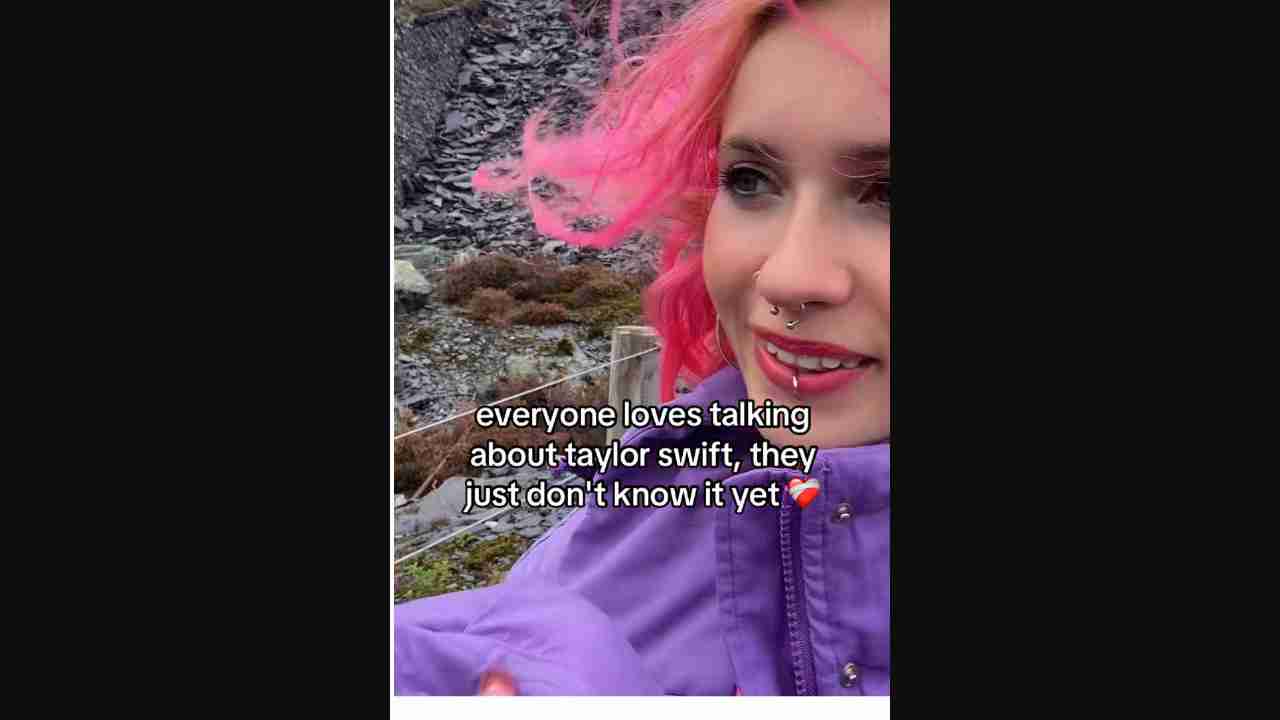 everyone loves talking
about taylor swift, they
just don't know it yet ❤️‍🩹